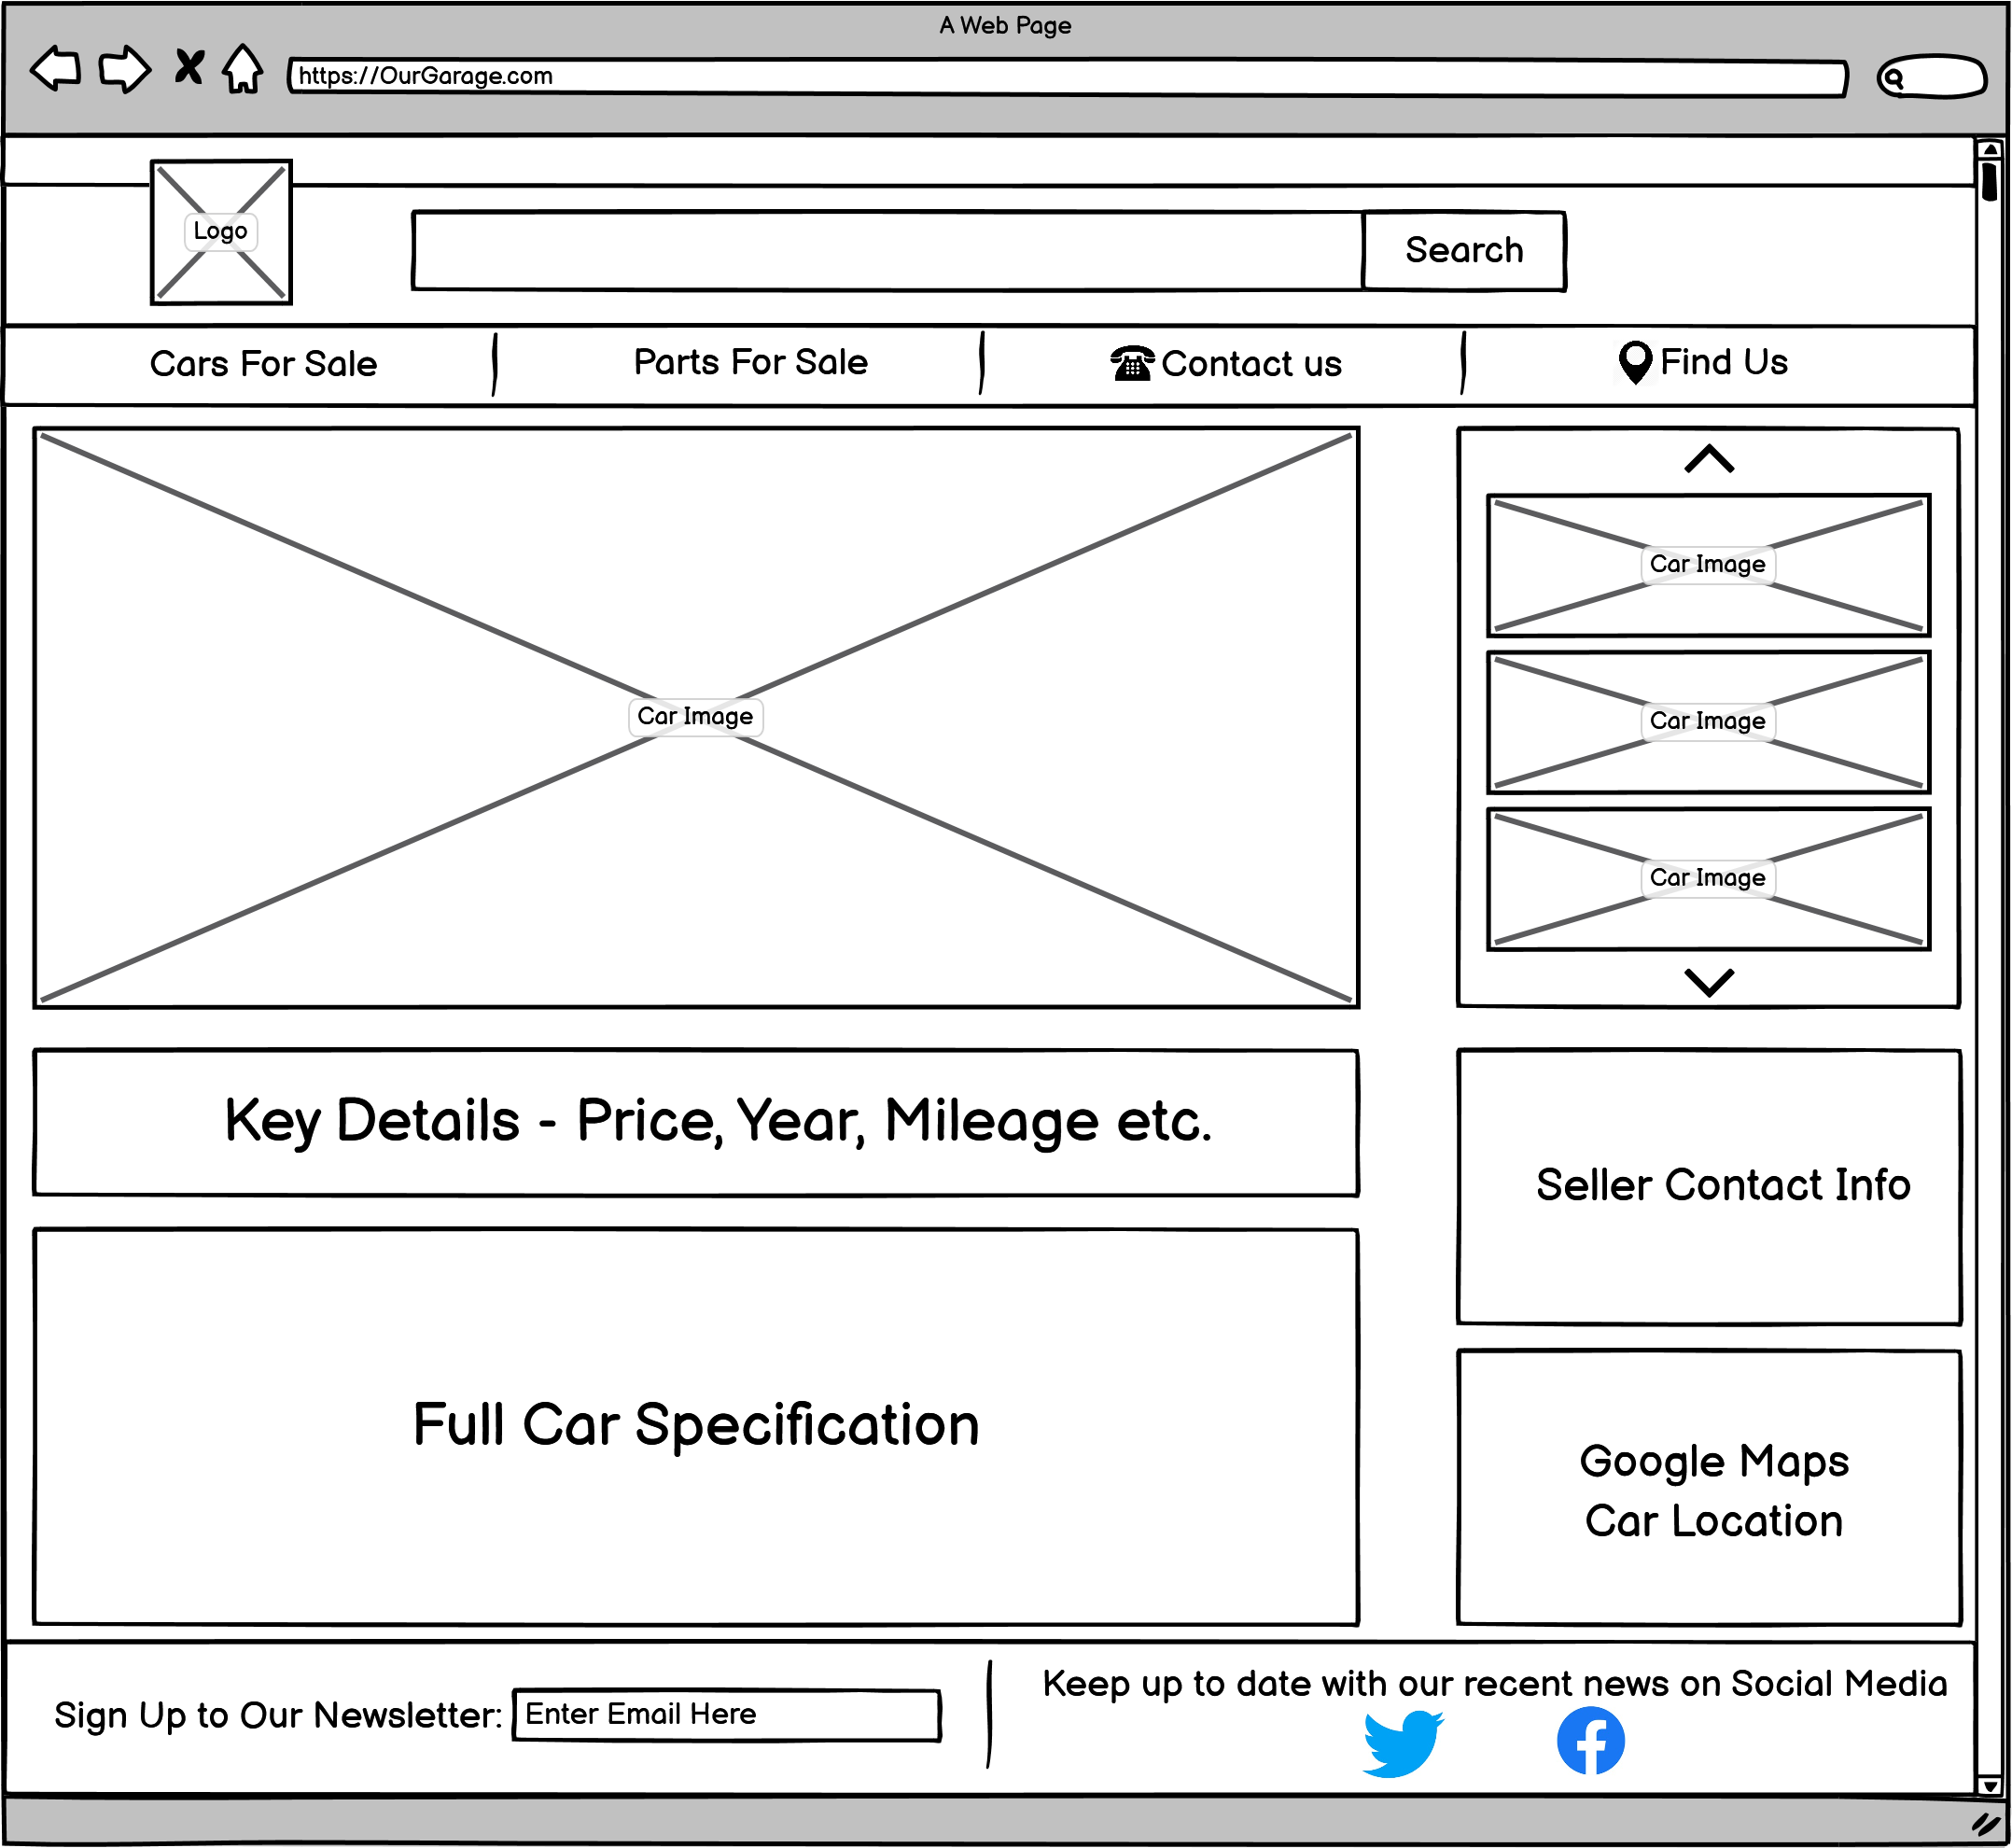 A Web Page
https://OurGarage.com
Logo
Search
Cars For Sale
Parts For Sale
Contact us
Find Us
Car Image
Car Image
Car Image
Car Image
Key Details - Price, Year, Mileage etc.
Seller Contact Info
Full Car Specification
Google Maps
Car Location
Sign Up to Our Newsletter:
Enter Email Here
Keep up to date with our recent news on Social Media